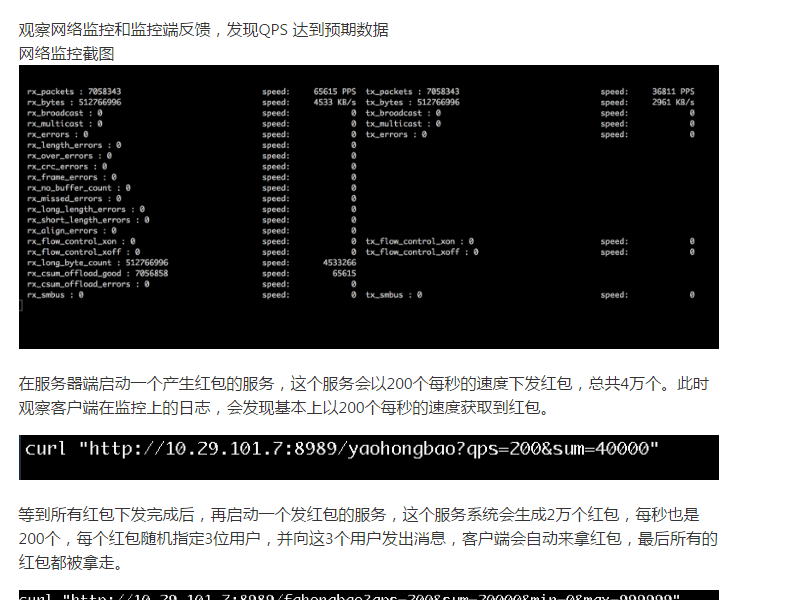 观察网络监控和监控端反馈，发现QPS 达到预期数据
网络监控截图
rx_packets : 7058343 speed: 65615 PPS tx_packets : 7058343 speed: 36811 PPS
rx_bytes : 512766996 speed: 4533 KB/s tx_bytes : 512766996 speed: 2961 KB/s
rx_broadcast : 0 speed: 0 tx_broadcast : 0 speed: 0
rx_multicast : 0 speed: 0 tx_multicast : 0 speed: 0
rx_errors : 0 speed: 0 tx_errors : 0 speed: 0
rx_length_errors : 0 speed: 0
rx_over_errors : 0 speed: 0
rx_crc_errors : 0 speed: 0
rx_frame_errors : 0 speed: 0
rx_no_buffer_count : 0 speed: 0
rx_missed_errors : 0 speed: 0
rx_long_length_errors : 0 speed: 0
rx_short_length_errors : 0 speed: 0
rx_align_errors : 0 speed: 0
rx_flow_control_xon : 0 speed: 0 tx_flow_control_xon : 0 speed: 0
rx_flow_control_xoff : 0 speed: 0 tx_flow_control_xoff : 0 speed: 0
rx_long_byte_count : 512766996 speed: 4533266
rx_csum_offload_good : 7056858 speed: 65615
rx_csum_offload_errors : 0 speed: 0
rx_smbus : 0 speed: 0 tx_smbus : 0 speed: 0
在服务器端启动一个产生红包的服务，这个服务会以200个每秒的速度下发红包，总共4万个。此时
观察客户端在监控上的日志，会发现基本上以200个每秒的速度获取到红包。
curl "http://10.29.101.7:8989/yaohongbao?qps=200&sum=40000"
等到所有红包下发完成后，再启动一个发红包的服务，这个服务系统会生成2万个红包，每秒也是
200个，每个红包随机指定3位用户，并向这3个用户发出消息，客户端会自动来拿红包，最后所有的
红包都被拿走。
curl "http://10.29.101.7:8989/fahongbao?qps=200&sum=20000&min=0&max=999999"